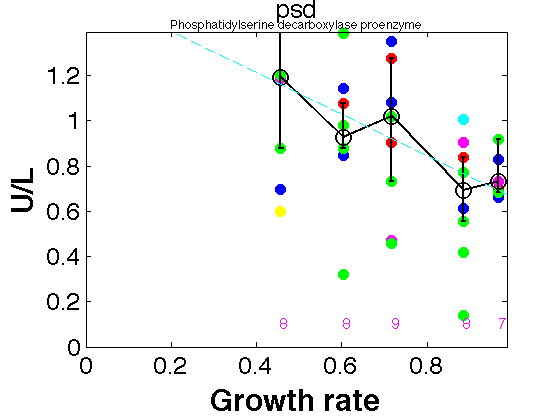 psd
Phosphatidylserine decarboxylase proenzyme
U/L
1.2
1
0.8
0.6
0.4
0.2
0
8 8 9 9 7
0 0.2 0.4 0.6 0.8
Growth rate